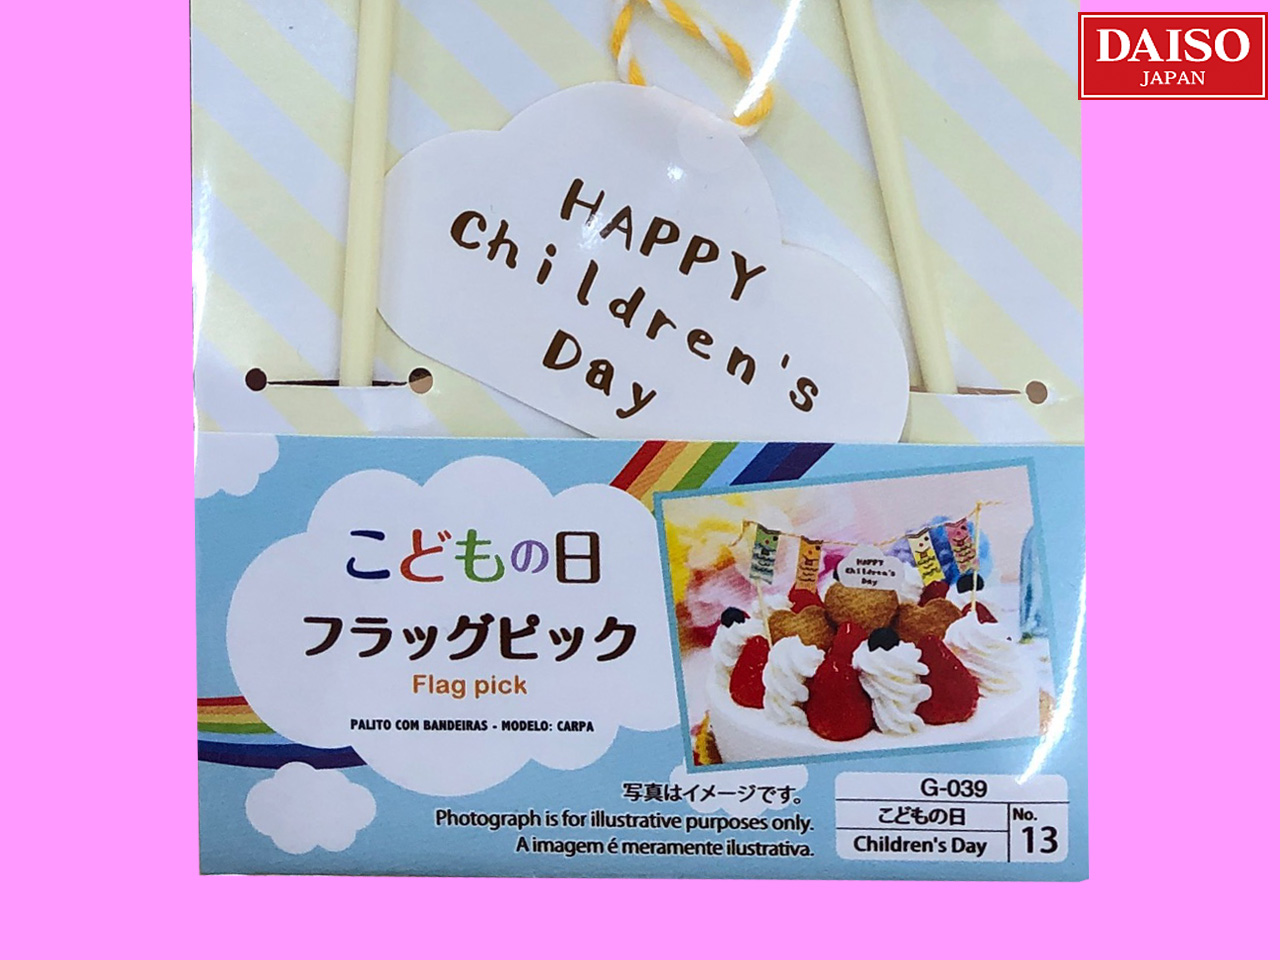 DAISO
JAPAN
HAPPY
Children's
Day
こどもの日
フラッグピック
Flag pick
PALITO COM BANDEIRAS - MODELO: CARPA
HAPPY
Children's
Day
写真はイメージです。
Photograph is for illustrative purposes only.
A imagem é meramente ilustrativa.
G-039
こどもの日
Children's Day
No.
13